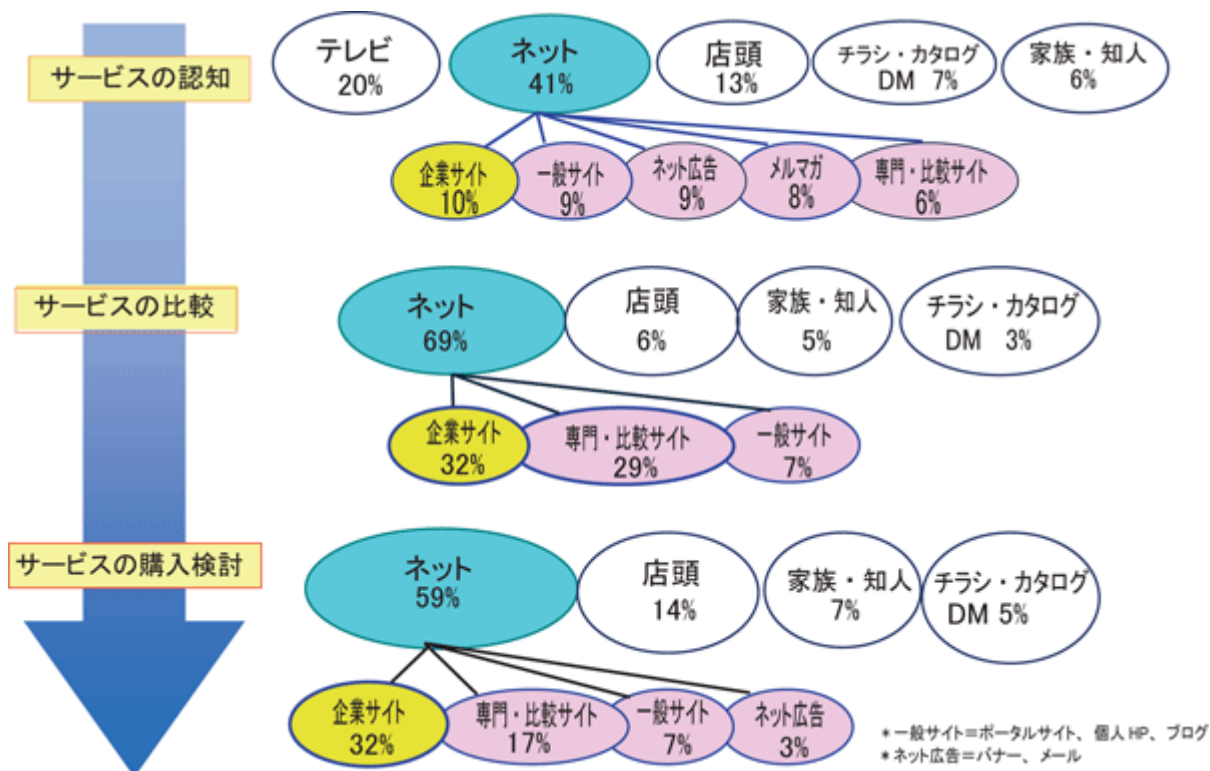 サービスの認知
テレビ
20%
ネット
41%
店頭
13%
チラシ・カタログ
DM 7%
家族・知人
6%
企業サイト
10%
一般サイト
9%
ネット広告
9%
メルマガ
8%
専門・比較サイト
6%
サービスの比較
ネット
69%
店頭
6%
家族・知人
5%
チラシ・カタログ
DM 3%
企業サイト
32%
専門・比較サイト
29%
一般サイト
7%
サービスの購入検討
ネット
59%
店頭
14%
家族・知人
7%
チラシ・カタログ
DM 5%
企業サイト
32%
専門・比較サイト
17%
一般サイト
7%
ネット広告
3%
*一般サイト=ポータルサイト、個人HP、ブログ
*ネット広告=バナー、メール